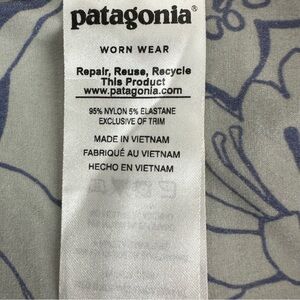 patagonia®
WORN WEAR
Repair, Reuse, Recycle
This Product
www.patagonia.com
95% NYLON 5% ELASTANE
EXCLUSIVE OF TRIM
MADE IN VIETNAM
FABRIQUÉ AU VIETNAM
HECHO EN VIETNAM